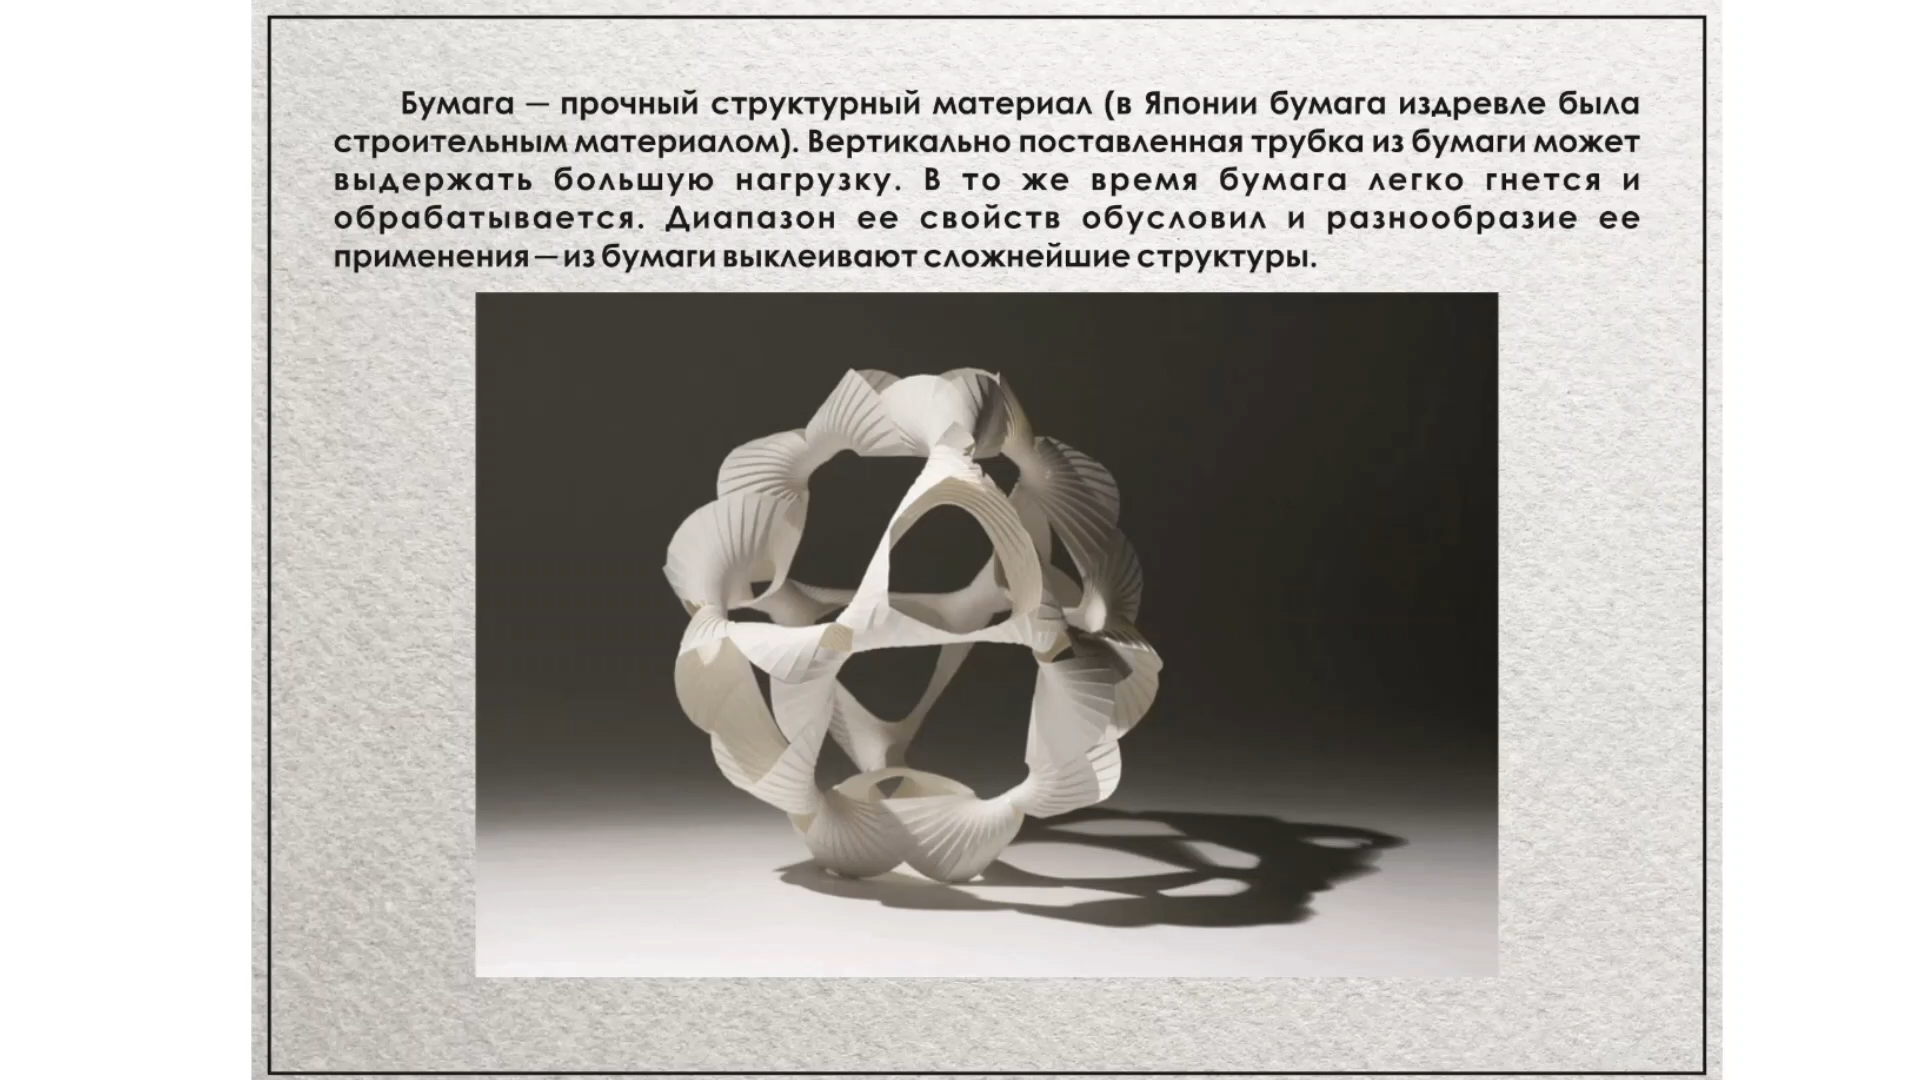 Бумага — прочный структурный материал (в Японии бумага издревле была
строительным материалом). Вертикально поставленная трубка из бумаги может
выдержать большую нагрузку. В то же время бумага легко гнется и
обрабатывается. Диапазон ее свойств обусловил и разнообразие ее
применения — из бумаги выклеивают сложнейшие структуры.